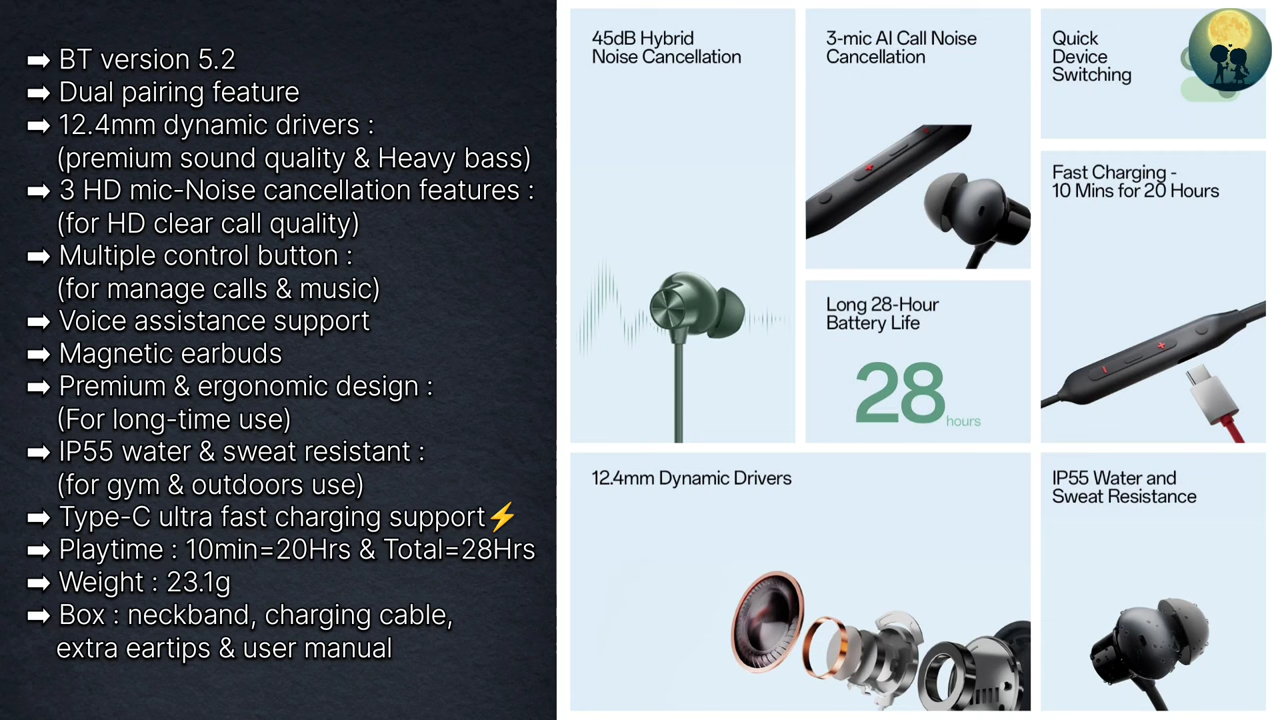 ➡ BT version 5.2
➡ Dual pairing feature
➡ 12.4mm dynamic drivers :
(premium sound quality & Heavy bass)
➡ 3 HD mic-Noise cancellation features :
(for HD clear call quality)
➡ Multiple control button :
(for manage calls & music)
➡ Voice assistance support
➡ Magnetic earbuds
➡ Premium & ergonomic design :
(For long-time use)
➡ IP55 water & sweat resistant :
(for gym & outdoors use)
➡ Type-C ultra fast charging support⚡
➡ Playtime : 10min=20Hrs & Total=28Hrs
➡ Weight : 23.1g
➡ Box : neckband, charging cable,
extra eartips & user manual
45dB Hybrid
Noise Cancellation
3-mic AI Call Noise
Cancellation
Quick
Device
Switching
Fast Charging -
10 Mins for 20 Hours
Long 28-Hour
Battery Life
28 hours
12.4mm Dynamic Drivers
IP55 Water and
Sweat Resistance